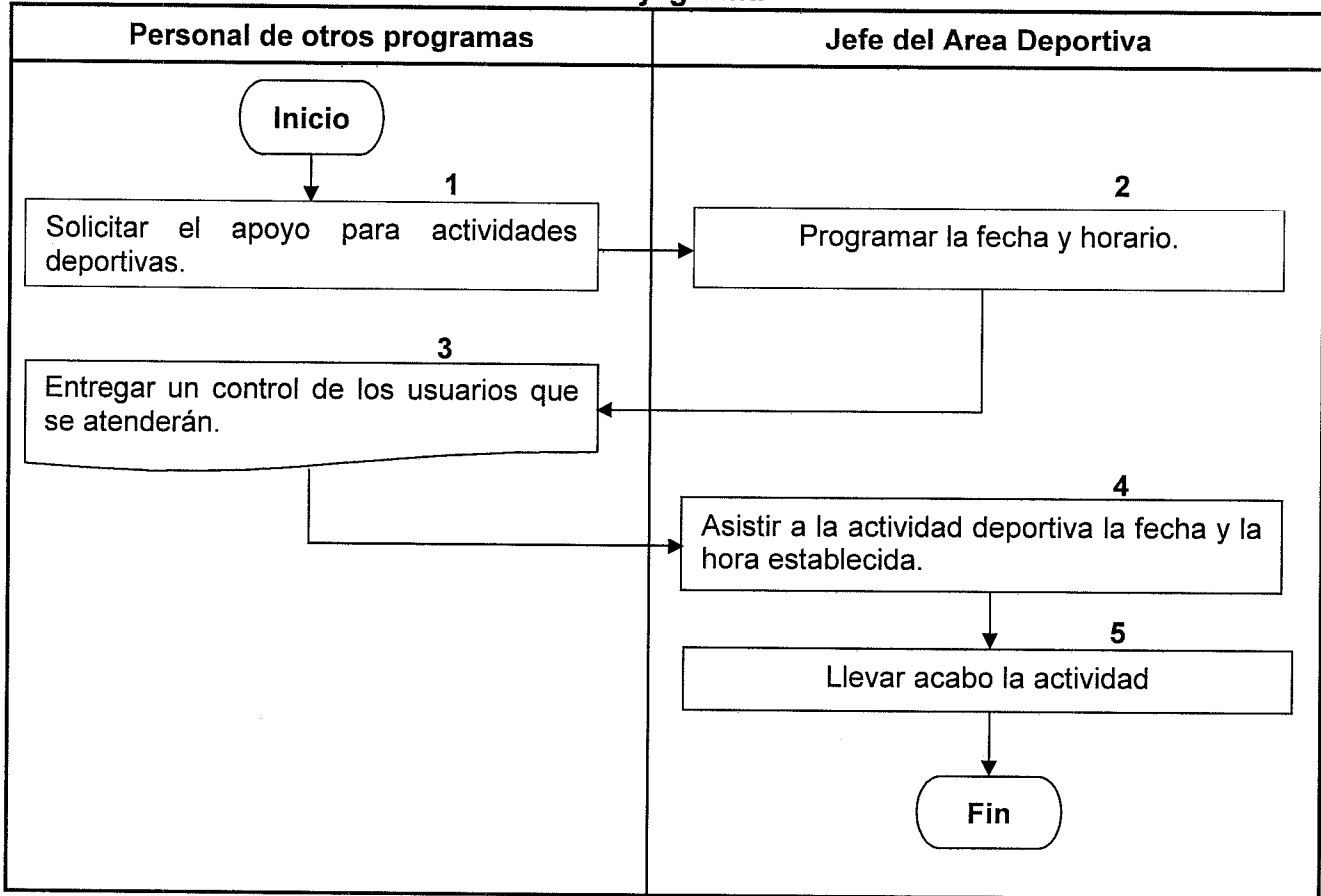 Personal de otros programas
Jefe del Area Deportiva
Inicio
1
Solicitar el apoyo para actividades
deportivas.
2
Programar la fecha y horario.
3
Entregar un control de los usuarios que
se atenderán.
4
Asistir a la actividad deportiva la fecha y la
hora establecida.
5
Llevar acabo la actividad
Fin